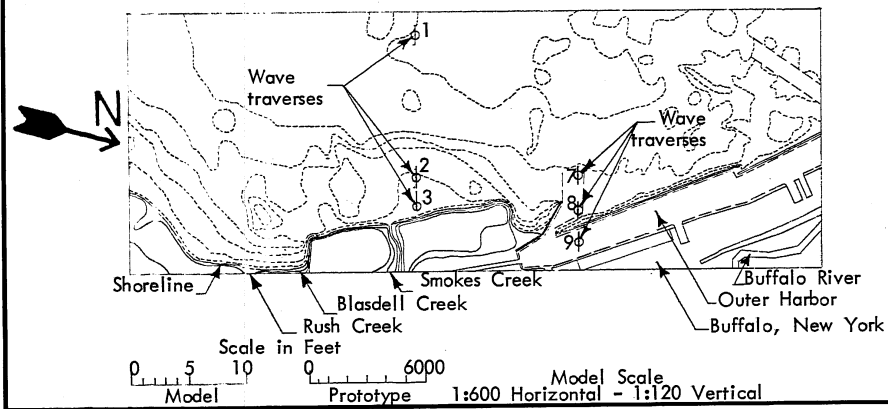 1
Wave
traverses
N
Wave
traverses
2
7
3
8
9
Shoreline
Smokes Creek
Buffalo River
Blasdell Creek
Outer Harbor
Rush Creek
Buffalo, New York
Scale in Feet
0 5 10 0 6000
Model Prototype
Model Scale
1:600 Horizontal - 1:120 Vertical